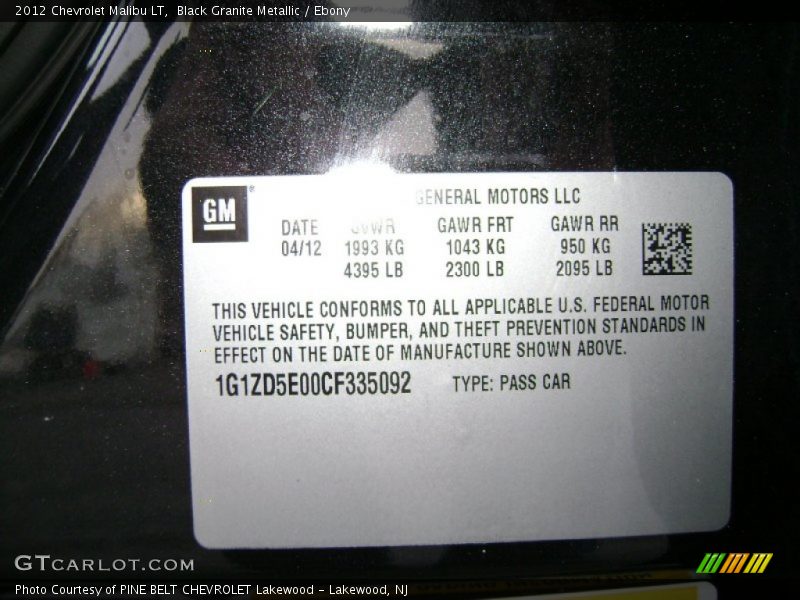 2012 Chevrolet Malibu LT, Black Granite Metallic / Ebony
GM
GENERAL MOTORS LLC
DATE GVWR GAWR FRT GAWR RR
04/12 1993 KG 1043 KG 950 KG
4395 LB 2300 LB 2095 LB
THIS VEHICLE CONFORMS TO ALL APPLICABLE U.S. FEDERAL MOTOR
VEHICLE SAFETY, BUMPER, AND THEFT PREVENTION STANDARDS IN
EFFECT ON THE DATE OF MANUFACTURE SHOWN ABOVE.
1G1ZD5E00CF335092 TYPE: PASS CAR
GTCARLOT.COM
Photo Courtesy of PINE BELT CHEVROLET Lakewood - Lakewood, NJ